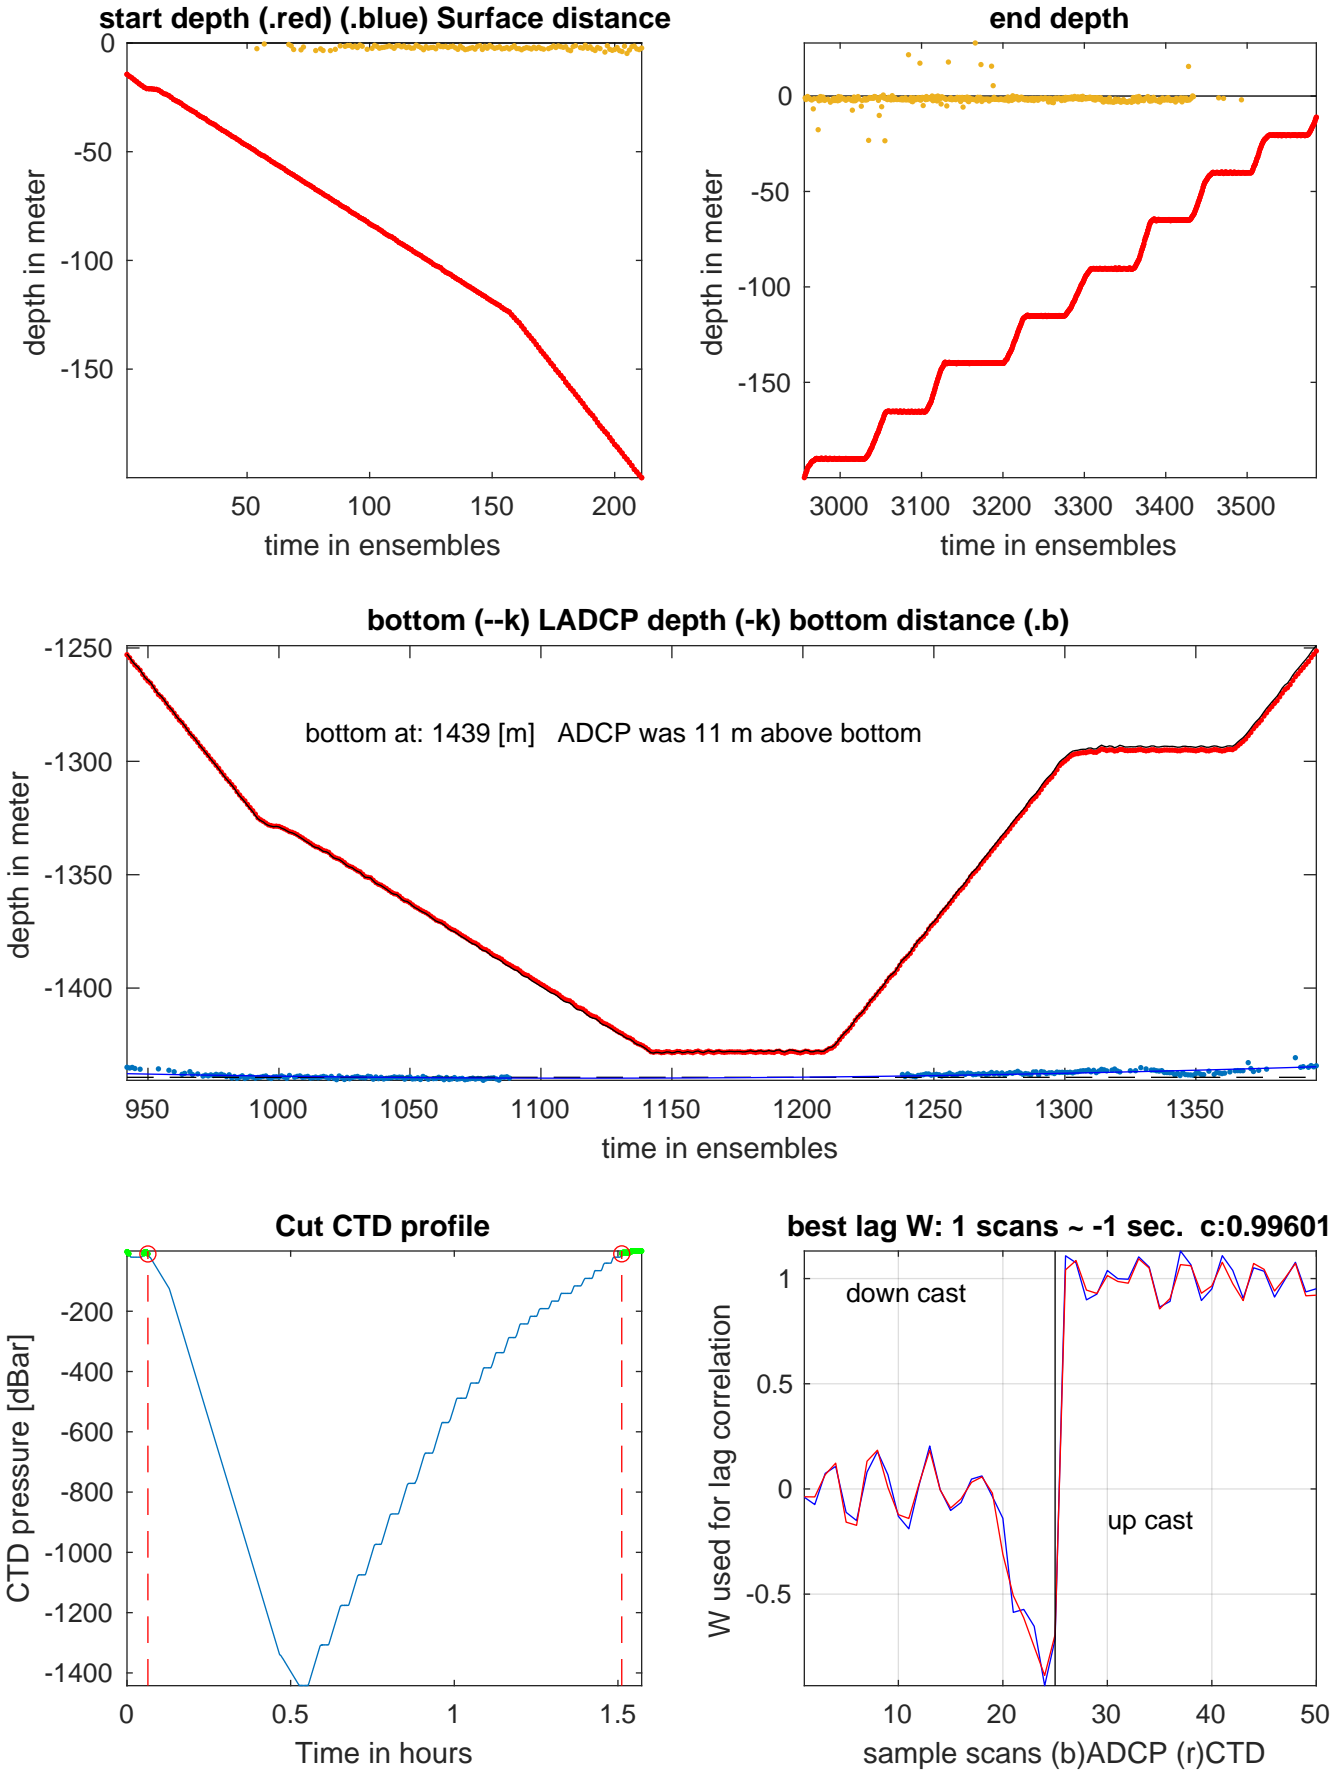 start depth (.red) (.blue) Surface distance
0
-50
-100
-150
depth in meter
50
100
150
200
time in ensembles
end depth
0
-50
-100
-150
depth in meter
3000
3100
3200
3300
3400
3500
time in ensembles
bottom (--k) LADCP depth (-k) bottom distance (.b)
-1250
-1300
-1350
-1400
depth in meter
bottom at: 1439 [m]   ADCP was 11 m above bottom
950
1000
1050
1100
1150
1200
1250
1300
1350
time in ensembles
Cut CTD profile
-200
-400
-600
-800
-1000
-1200
-1400
CTD pressure [dBar]
0
0.5
1
1.5
Time in hours
best lag W: 1 scans ~ -1 sec.  c:0.99601
1
0.5
0
-0.5
W used for lag correlation
down cast
up cast
10
20
30
40
50
sample scans (b)ADCP (r)CTD